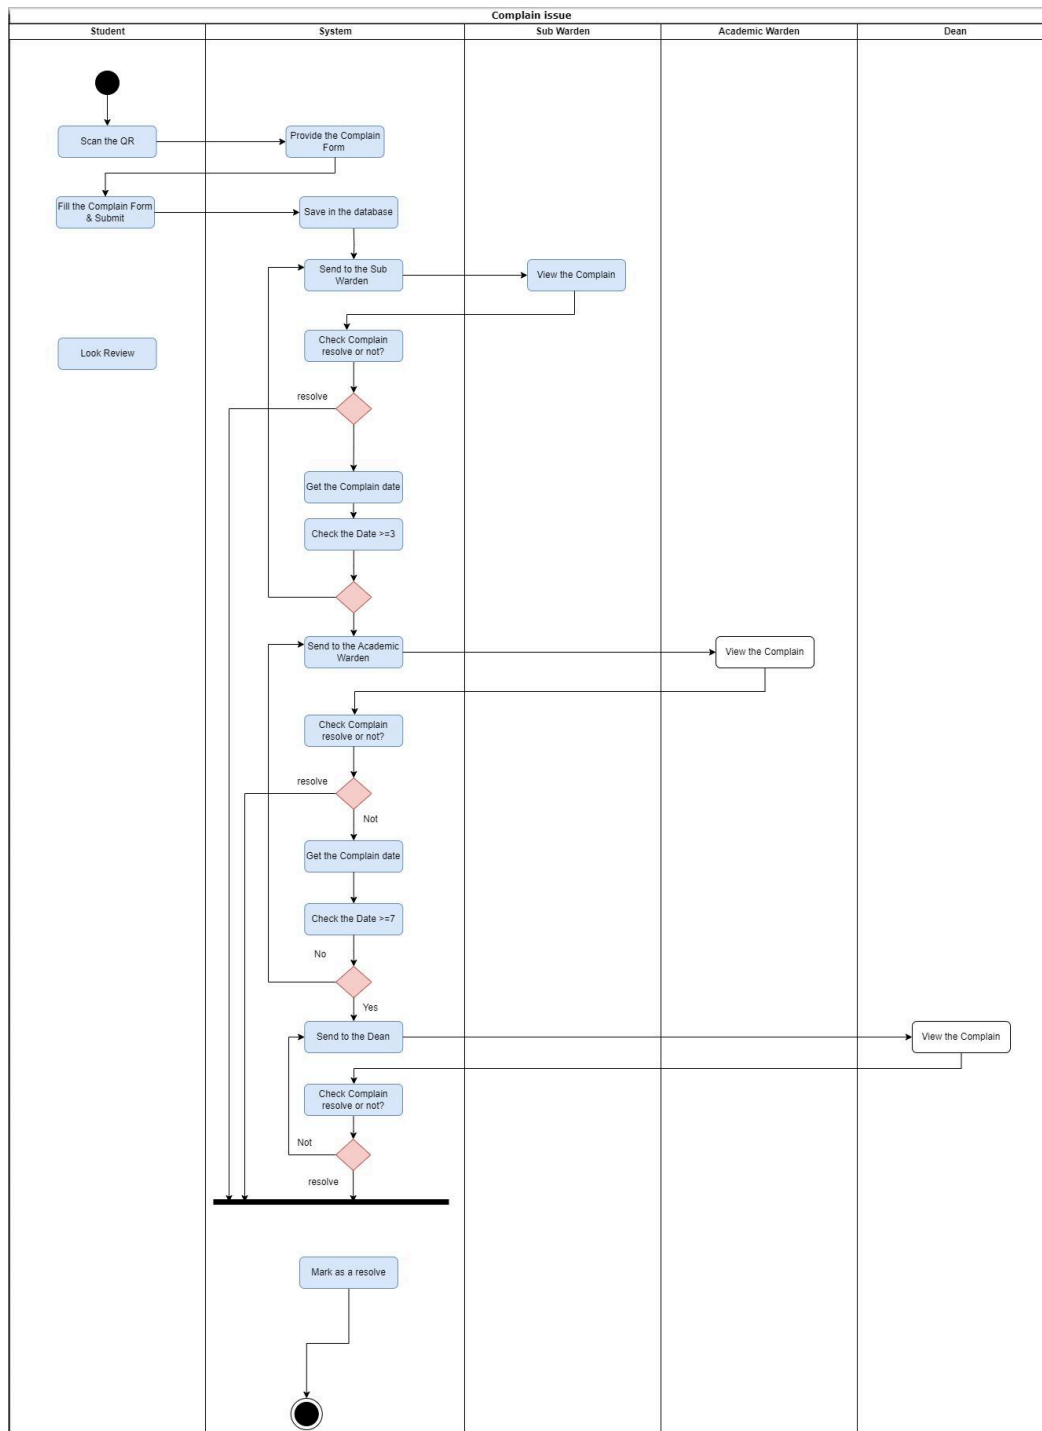 Complain issue
Student
System
Sub Warden
Academic Warden
Dean
Scan the QR
Provide the Complain
Form
Fill the Complain Form
& Submit
Save in the database
Send to the Sub
Warden
View the Complain
Check Complain
resolve or not?
Look Review
resolve
Get the Complain date
Check the Date >=3
Send to the Academic
Warden
View the Complain
Check Complain
resolve or not?
resolve
Not
Get the Complain date
Check the Date >=7
No
Yes
Send to the Dean
View the Complain
Check Complain
resolve or not?
Not
resolve
Mark as a resolve